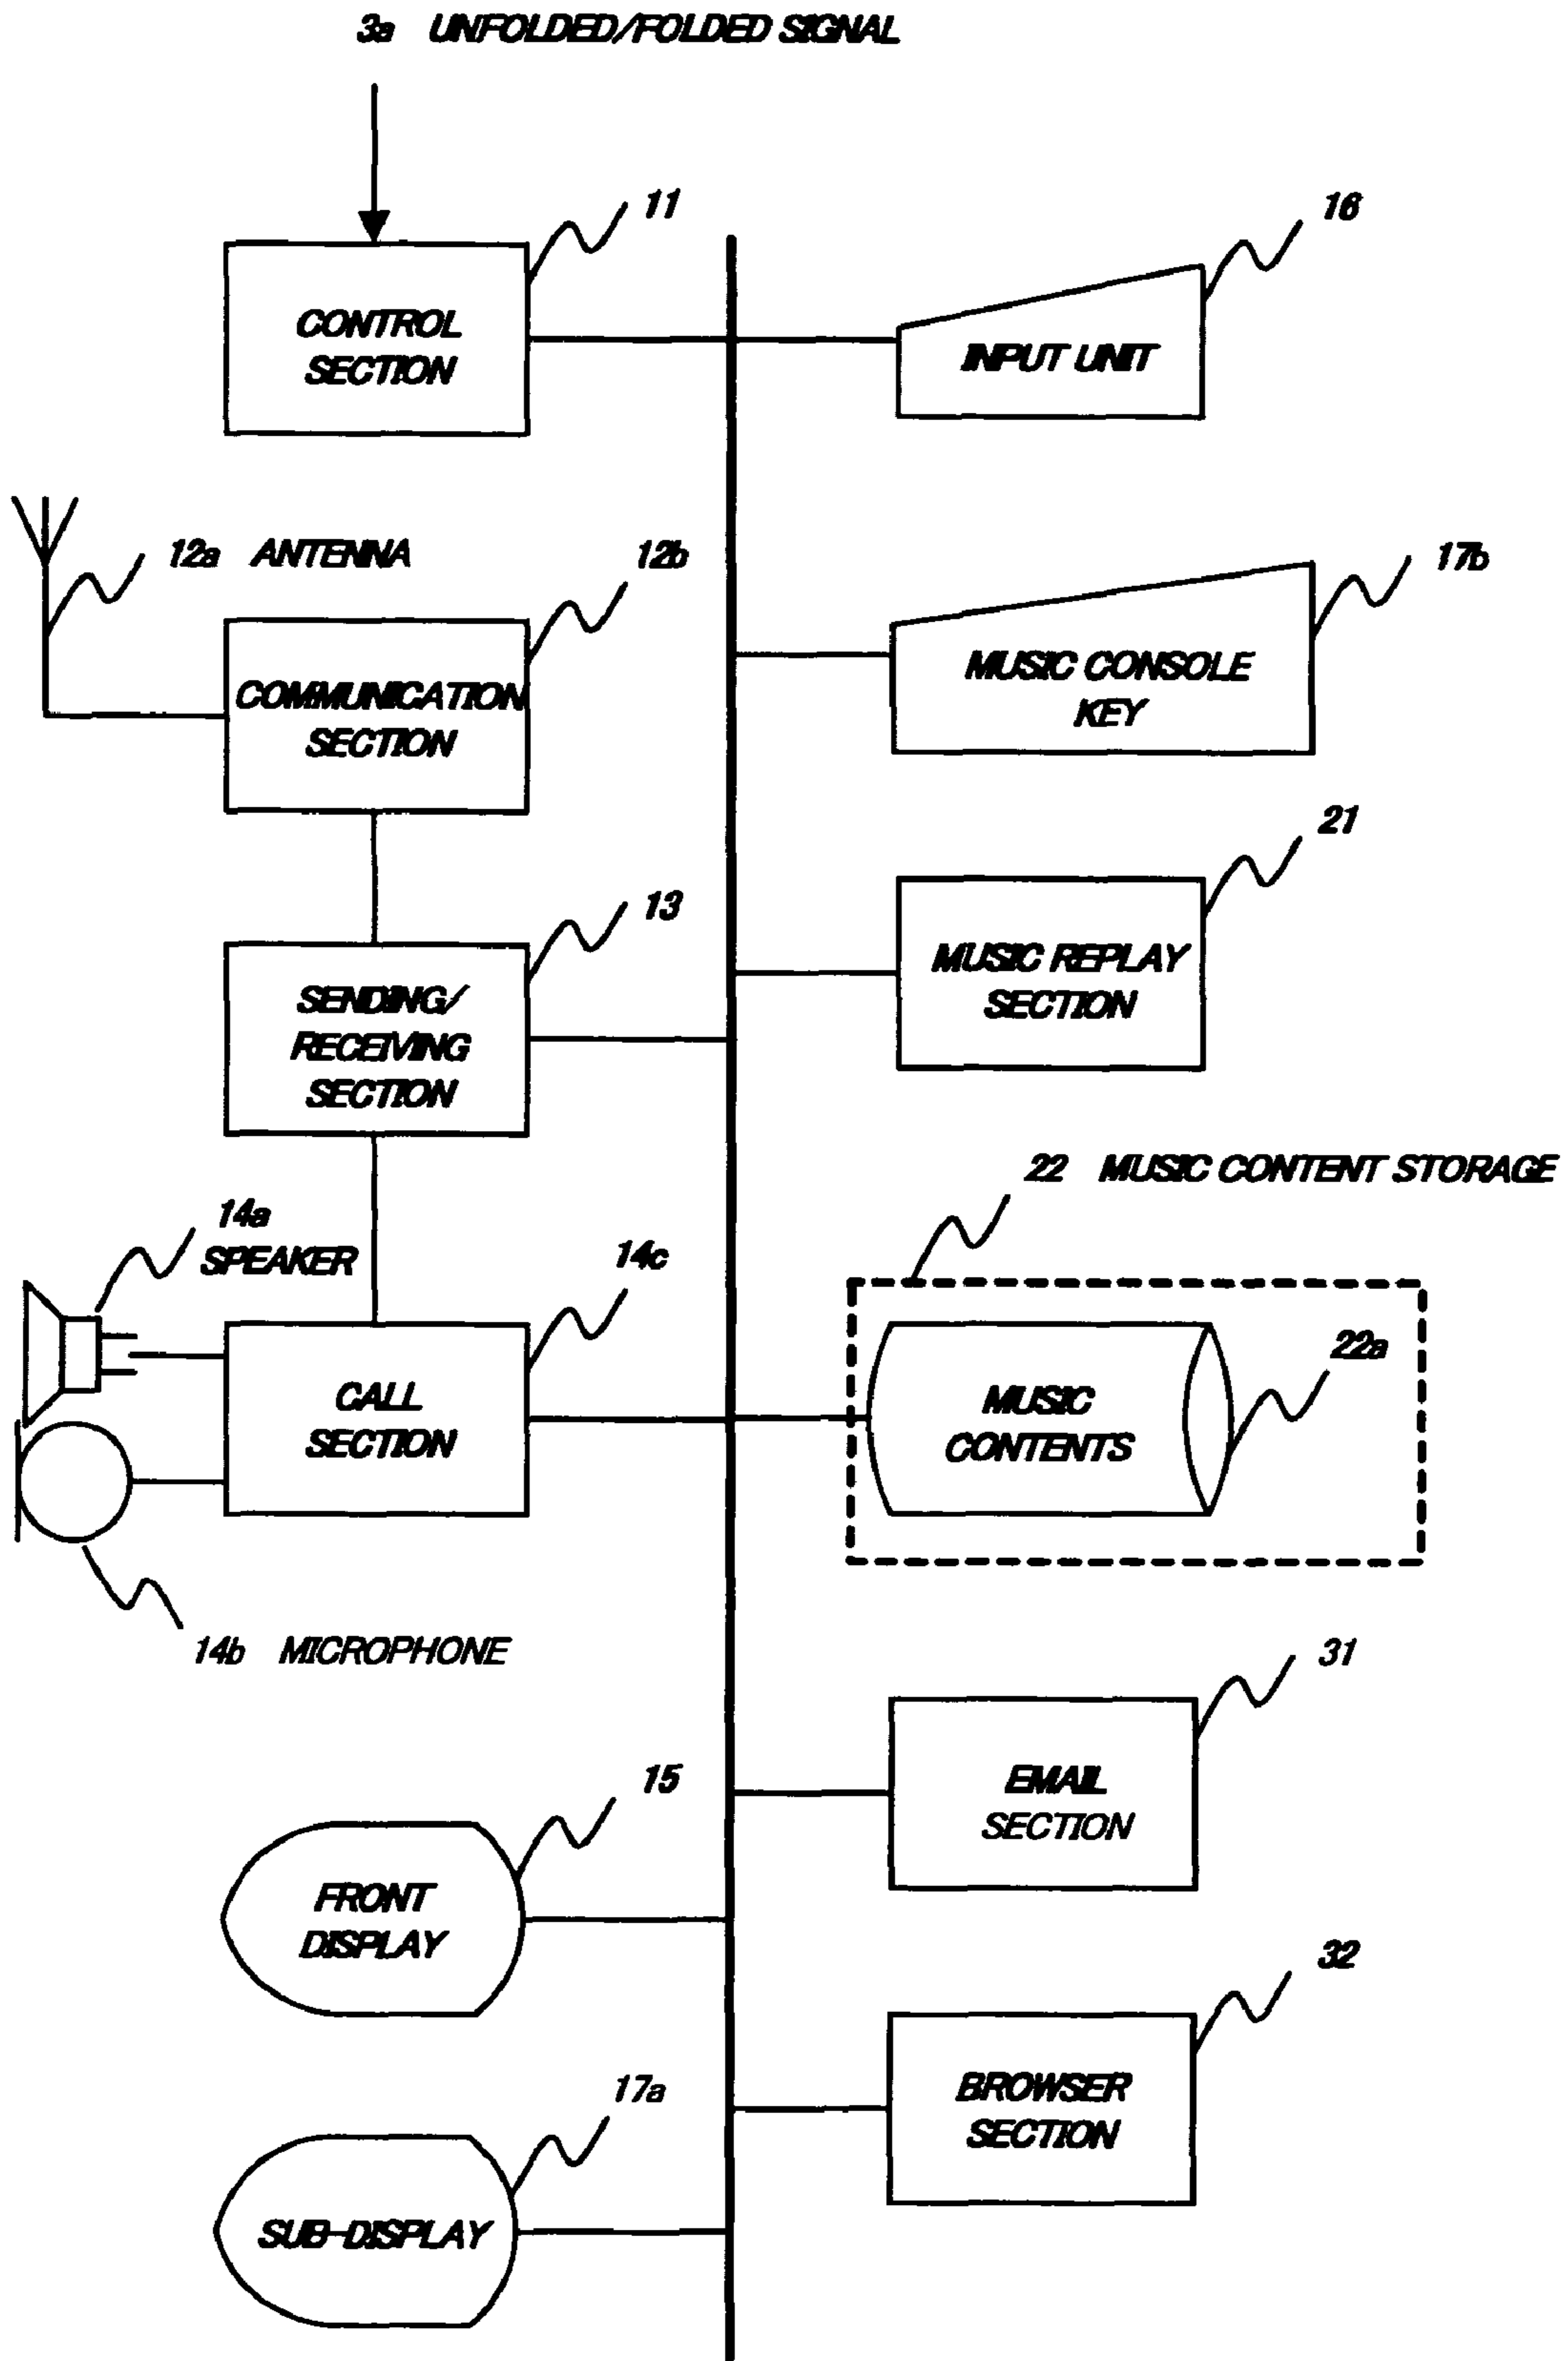 3a UNFOLDED/FOLDED SIGNAL
11
CONTROL
SECTION
16
INPUT UNIT
12a ANTENNA
12b
COMMUNICATION
SECTION
17b
MUSIC CONSOLE
KEY
13
SENDING/
RECEIVING
SECTION
21
MUSIC REPLAY
SECTION
14a
SPEAKER
14c
CALL
SECTION
14b MICROPHONE
22 MUSIC CONTENT STORAGE
22a
MUSIC
CONTENTS
31
EMAIL
SECTION
15
FRONT
DISPLAY
32
BROWSER
SECTION
17a
SUB-DISPLAY